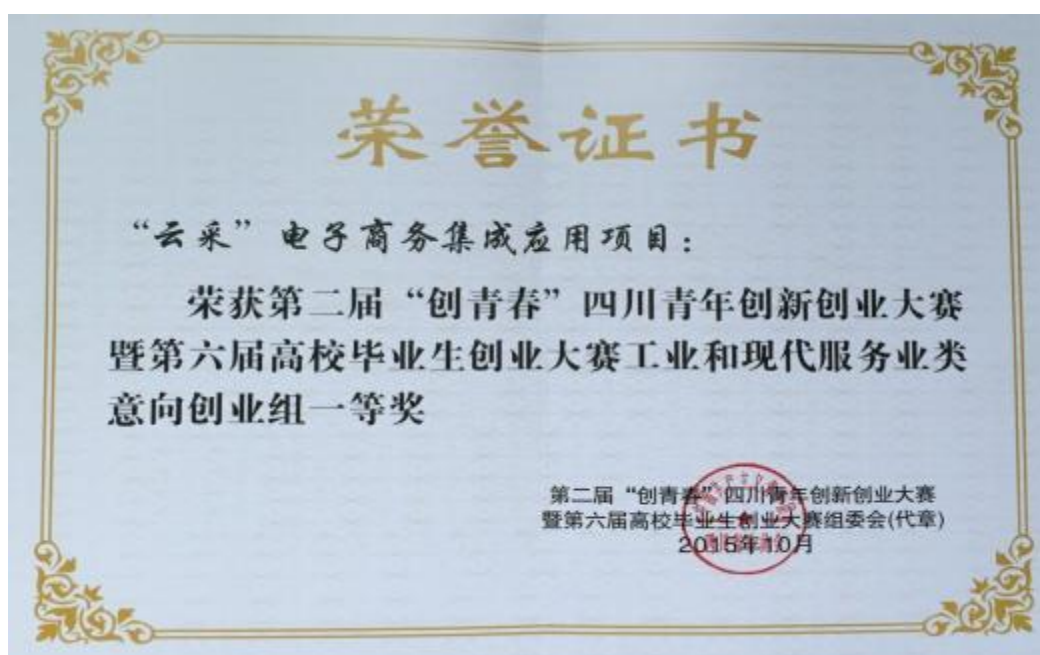 荣誉证书
“云采”电子商务集成应用项目：
荣获第二届“创青春”四川青年创新创业大赛
暨第六届高校毕业生创业大赛工业和现代服务业类
意向创业组一等奖
第二届“创青春”四川青年创新创业大赛
暨第六届高校毕业生创业大赛组委会(代章)
2015年10月